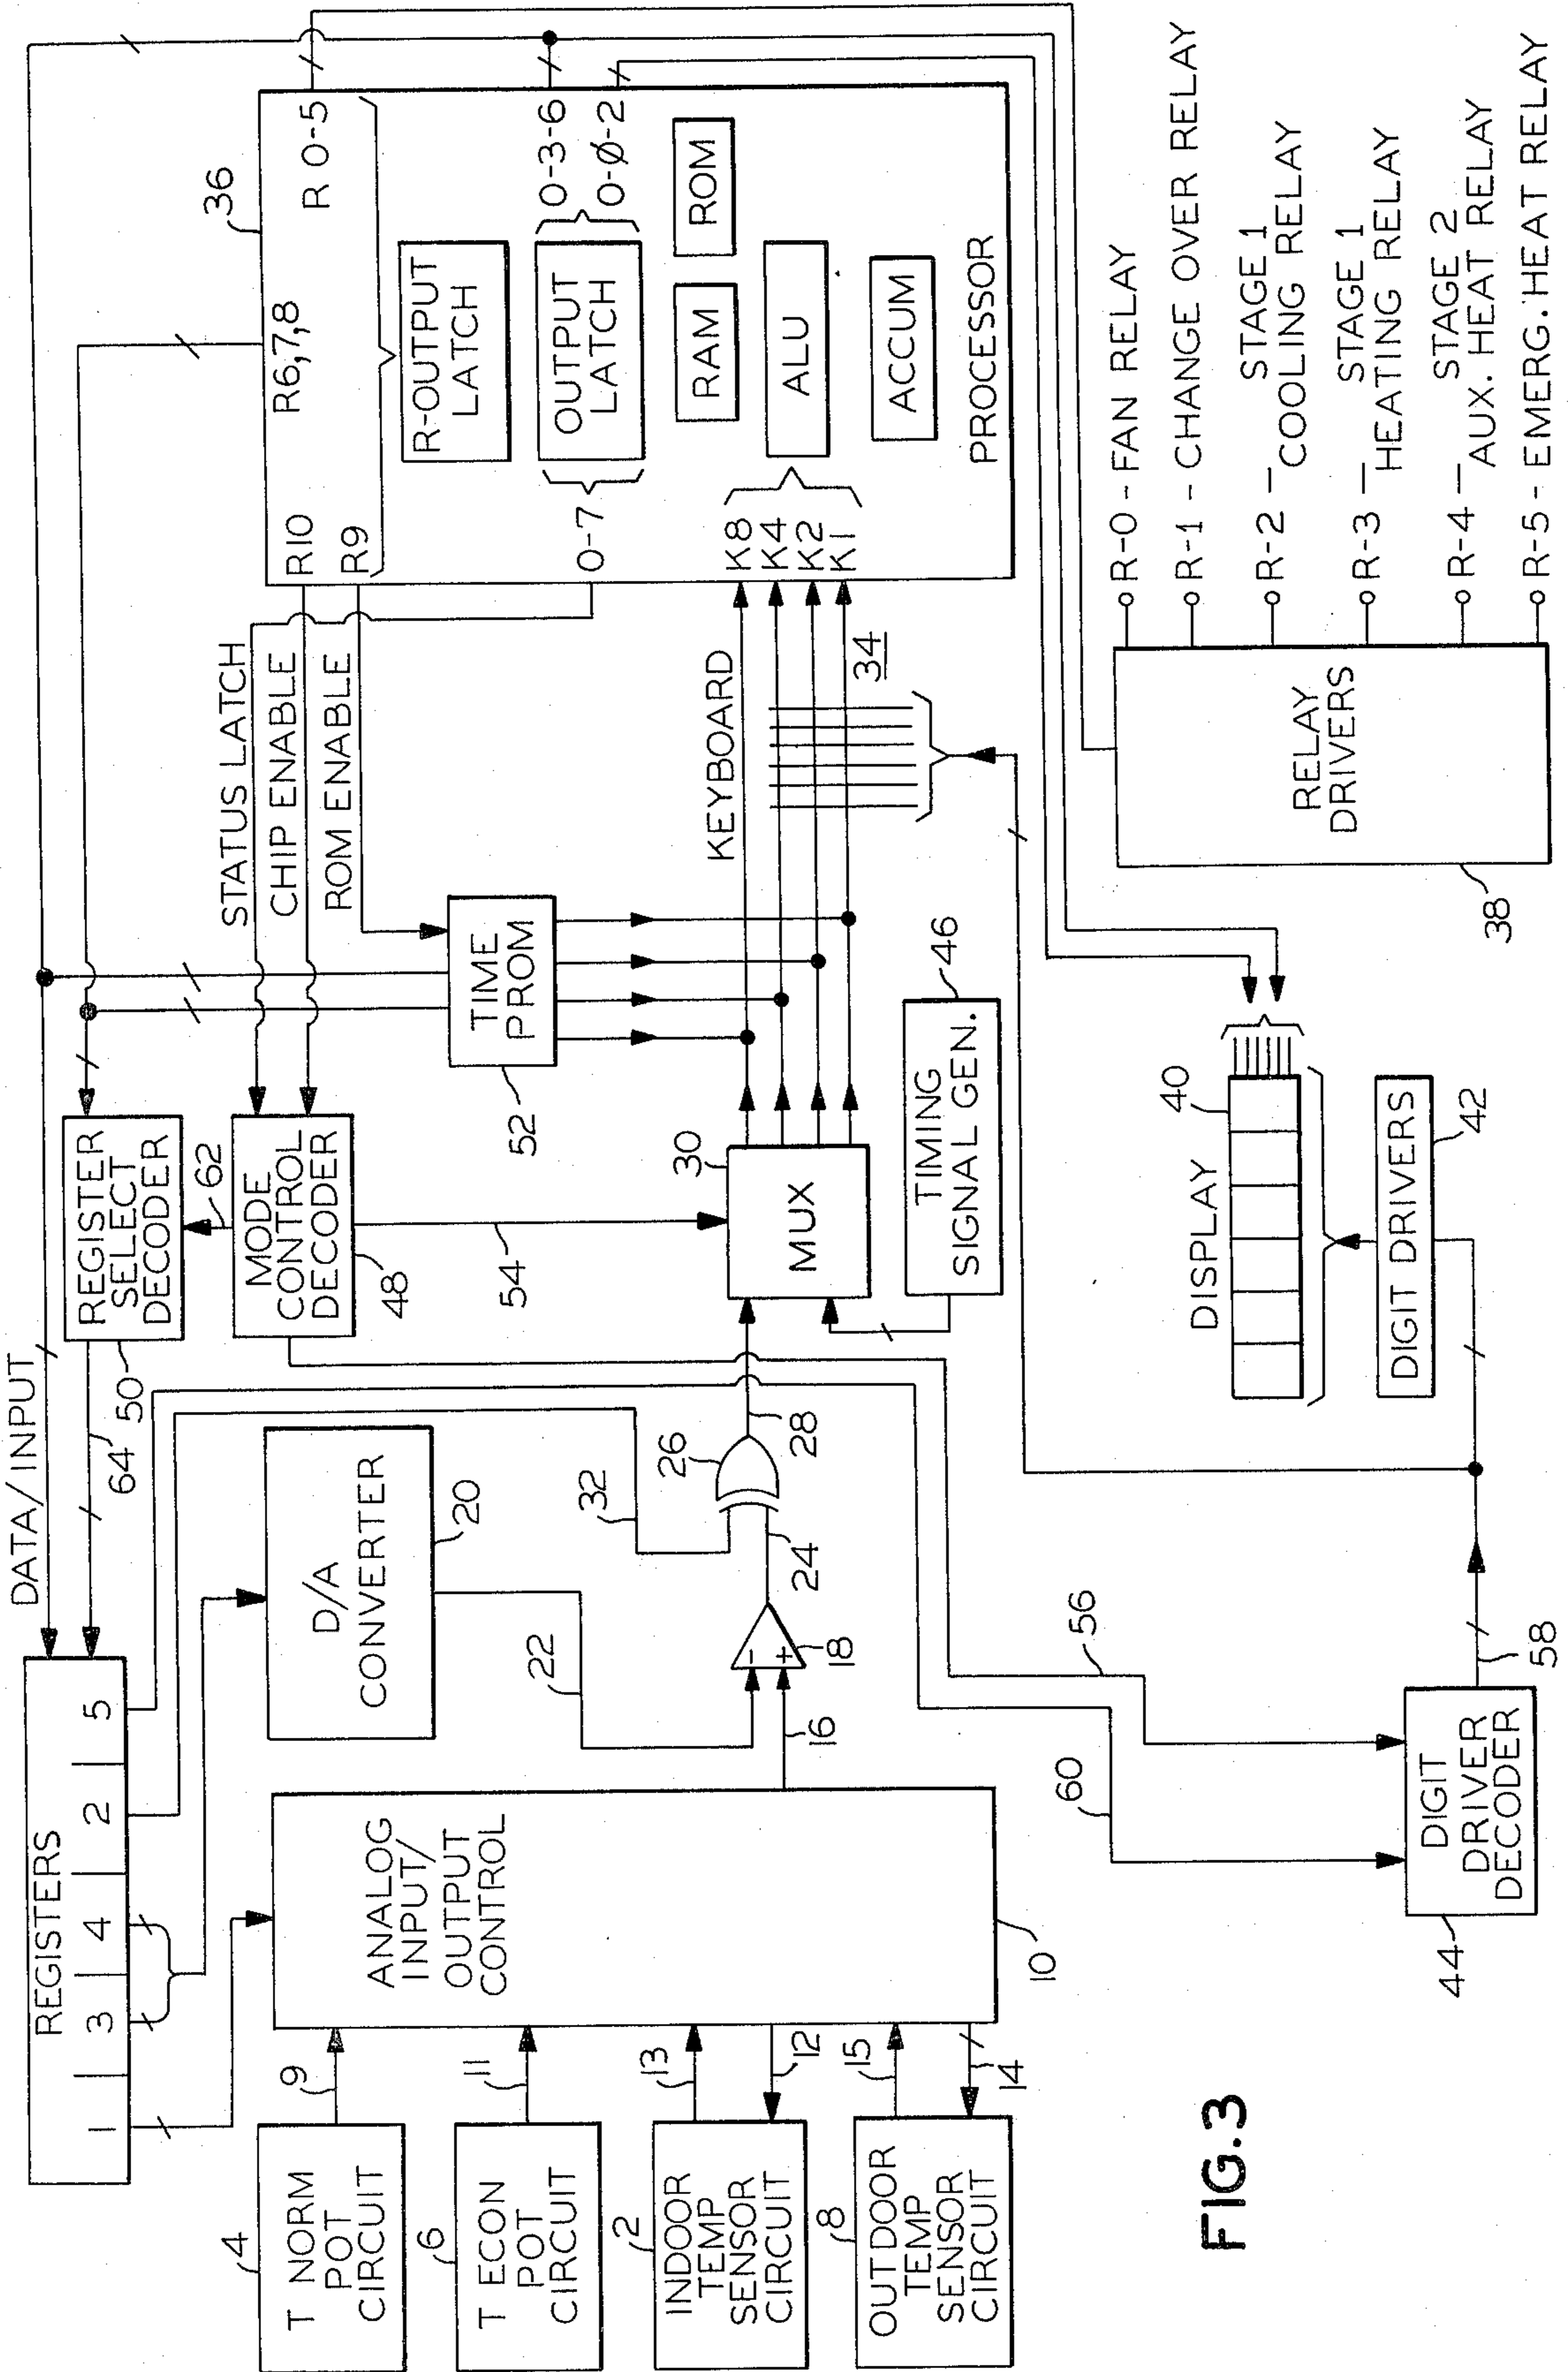 REGISTERS
1
3
4
2
5
DATA/INPUT
64
50
REGISTER
SELECT
DECODER
62
MODE
CONTROL
DECODER
48
54
STATUS LATCH
CHIP ENABLE
ROM ENABLE
TIME
PROM
52
36
R10
R9
R6,7,8
R 0-5
R-OUTPUT
LATCH
0-7
OUTPUT
LATCH
0-3-6
0-Ø-2
RAM
ROM
K8
K4
K2
K1
ALU
ACCUM
PROCESSOR
KEYBOARD
34
4
T NORM
POT
CIRCUIT
9
6
T ECON
POT
CIRCUIT
11
2
INDOOR
TEMP
SENSOR
CIRCUIT
13
12
8
OUTDOOR
TEMP
SENSOR
CIRCUIT
15
14
ANALOG
INPUT/
OUTPUT
CONTROL
10
D/A
CONVERTER
20
22
16
-
+
18
24
26
32
28
30
MUX
TIMING
SIGNAL GEN.
46
60
56
DIGIT
DRIVER
DECODER
44
58
DISPLAY
40
DIGIT DRIVERS
42
RELAY
DRIVERS
38
R-0 - FAN RELAY
R-1 - CHANGE OVER RELAY
R-2 - STAGE 1
COOLING RELAY
R-3 - STAGE 1
HEATING RELAY
R-4 - STAGE 2
AUX. HEAT RELAY
R-5 - EMERG. HEAT RELAY
FIG.3